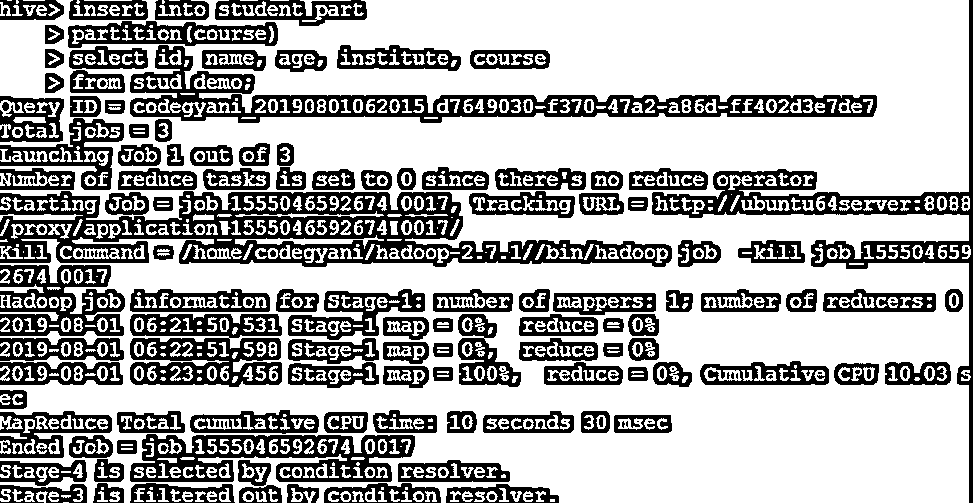 hive> insert into student_part
    > partition(course)
    > select id, name, age, institute, course
    > from stud_demo;
Query ID = codegyani_20190801062015_d7649030-f370-47a2-a86d-ff402d3e7de7
Total jobs = 3
Launching Job 1 out of 3
Number of reduce tasks is set to 0 since there's no reduce operator
Starting Job = job_1555046592674_0017, Tracking URL = http://ubuntu64server:8088
/proxy/application_1555046592674_0017/
Kill Command = /home/codegyani/hadoop-2.7.1//bin/hadoop job  -kill job_155504659
2674_0017
Hadoop job information for Stage-1: number of mappers: 1; number of reducers: 0
2019-08-01 06:21:50,531 Stage-1 map = 0%,  reduce = 0%
2019-08-01 06:22:51,598 Stage-1 map = 0%,  reduce = 0%
2019-08-01 06:23:06,456 Stage-1 map = 100%,  reduce = 0%, Cumulative CPU 10.03 s
ec
MapReduce Total cumulative CPU time: 10 seconds 30 msec
Ended Job = job_1555046592674_0017
Stage-4 is selected by condition resolver.
Stage-3 is filtered out by condition resolver.